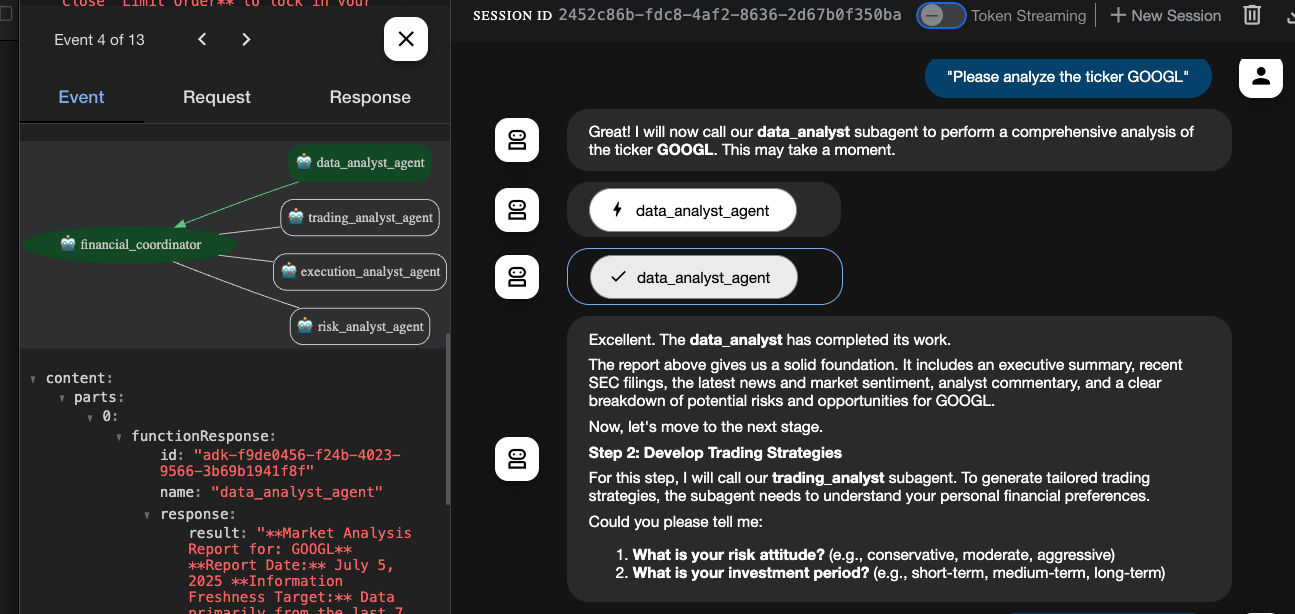 Close "Limit Order** to lock in your
Event 4 of 13
Event
Request
Response
data_analyst_agent
trading_analyst_agent
financial_coordinator
execution_analyst_agent
risk_analyst_agent
content:
parts:
0:
functionResponse:
id: "adk-f9de0456-f24b-4023-
9566-3b69b1941f8f"
name: "data_analyst_agent"
response:
result: "**Market Analysis
Report for: GOOGL**
**Report Date:** July 5,
2025 **Information
Freshness Target:** Data
primarily from the last 7
SESSION ID 2452c86b-fdc8-4af2-8636-2d67b0f350ba
Token Streaming
New Session
"Please analyze the ticker GOOGL"
Great! I will now call our data_analyst subagent to perform a comprehensive analysis of
the ticker GOOGL. This may take a moment.
data_analyst_agent
data_analyst_agent
Excellent. The data_analyst has completed its work.
The report above gives us a solid foundation. It includes an executive summary, recent
SEC filings, the latest news and market sentiment, analyst commentary, and a clear
breakdown of potential risks and opportunities for GOOGL.
Now, let's move to the next stage.
Step 2: Develop Trading Strategies
For this step, I will call our trading_analyst subagent. To generate tailored trading
strategies, the subagent needs to understand your personal financial preferences.
Could you please tell me:
1. What is your risk attitude? (e.g., conservative, moderate, aggressive)
2. What is your investment period? (e.g., short-term, medium-term, long-term)